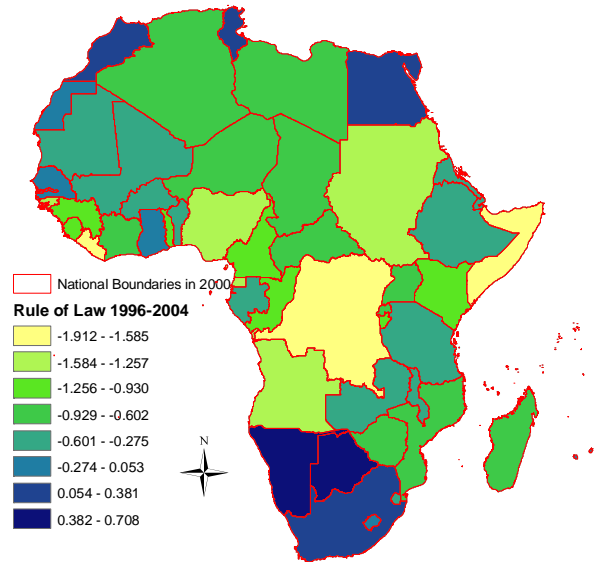 National Boundaries in 2000
Rule of Law 1996-2004
-1.912 - -1.585
-1.584 - -1.257
-1.256 - -0.930
-0.929 - -0.602
-0.601 - -0.275
-0.274 - 0.053
0.054 - 0.381
0.382 - 0.708
N